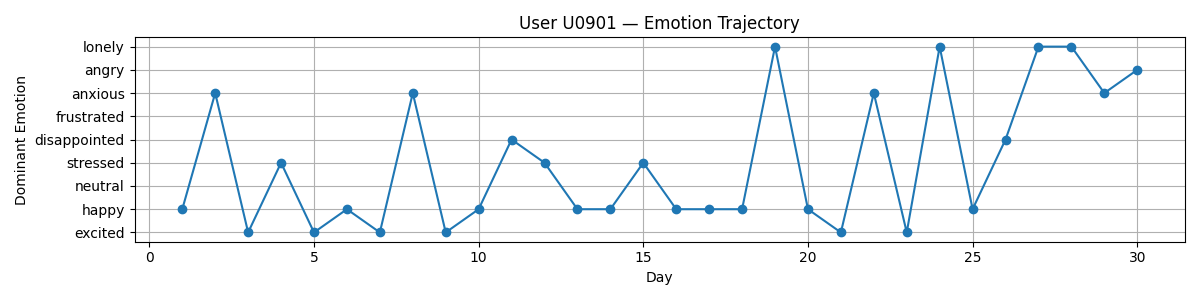 User U0901 — Emotion Trajectory
Dominant Emotion
lonely
angry
anxious
frustrated
disappointed
stressed
neutral
happy
excited
0 5 10 15 20 25 30
Day